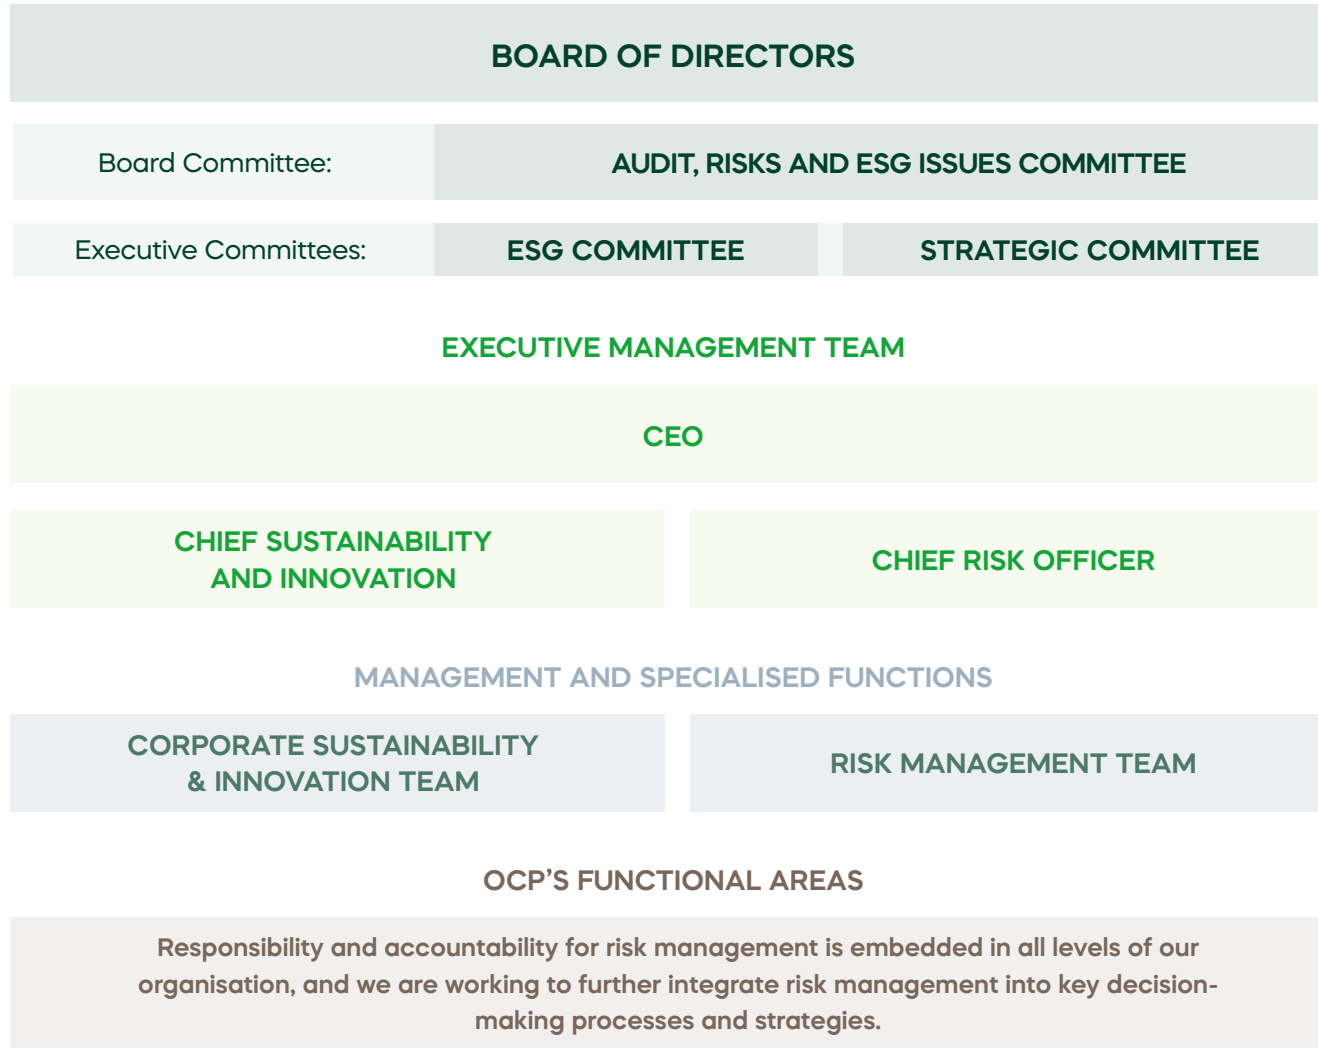 BOARD OF DIRECTORS
Board Committee:
AUDIT, RISKS AND ESG ISSUES COMMITTEE
Executive Committees:
ESG COMMITTEE
STRATEGIC COMMITTEE
EXECUTIVE MANAGEMENT TEAM
CEO
CHIEF SUSTAINABILITY
AND INNOVATION
CHIEF RISK OFFICER
MANAGEMENT AND SPECIALISED FUNCTIONS
CORPORATE SUSTAINABILITY
& INNOVATION TEAM
RISK MANAGEMENT TEAM
OCP’S FUNCTIONAL AREAS
Responsibility and accountability for risk management is embedded in all levels of our
organisation, and we are working to further integrate risk management into key decision-
making processes and strategies.